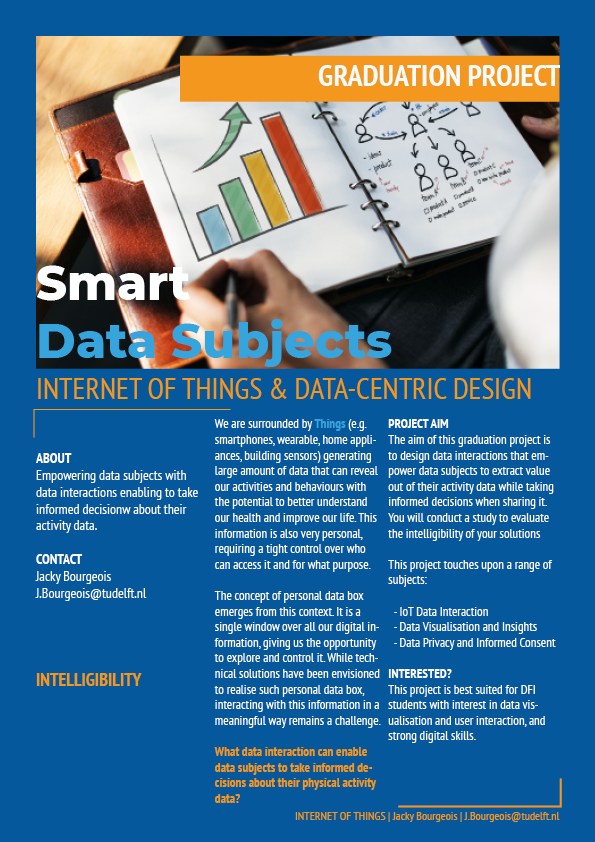 GRADUATION PROJECT
Smart
Data Subjects
INTERNET OF THINGS & DATA-CENTRIC DESIGN
ABOUT
Empowering data subjects with
data interactions enabling to take
informed decisionw about their
activity data.
CONTACT
Jacky Bourgeois
J.Bourgeois@tudelft.nl
INTELLIGIBILITY
We are surrounded by Things (e.g.
smartphones, wearable, home appli-
ances, building sensors) generating
large amount of data that can reveal
our activities and behaviours with
the potential to better understand
our health and improve our life. This
information is also very personal,
requiring a tight control over who
can access it and for what purpose.
The concept of personal data box
emerges from this context. It is a
single window over all our digital in-
formation, giving us the opportunity
to explore and control it. While tech-
nical solutions have been envisioned
to realise such personal data box,
interacting with this information in a
meaningful way remains a challenge.
What data interaction can enable
data subjects to take informed de-
cisions about their physical activity
data?
PROJECT AIM
The aim of this graduation project is
to design data interactions that em-
power data subjects to extract value
out of their activity data while taking
informed decisions when sharing it.
You will conduct a study to evaluate
the intelligibility of your solutions
This project touches upon a range of
subjects:
- IoT Data Interaction
- Data Visualisation and Insights
- Data Privacy and Informed Consent
INTERESTED?
This project is best suited for DFI
students with interest in data vis-
ualisation and user interaction, and
strong digital skills.
INTERNET OF THINGS | Jacky Bourgeois | J.Bourgeois@tudelft.nl